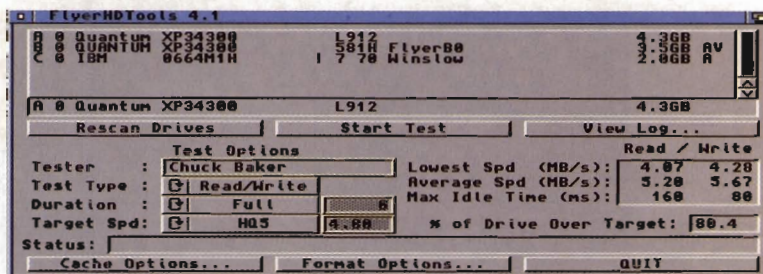 FlyerHDTools 4.1
A 0 Quantum XP34300 L912 4.3GB
B 0 QUANTUM XP34300 581H FlyerB0 3.5GB AV
C 0 IBM 0664M1H I 7 70 Winslow 2.0GB A
A 0 Quantum XP34300 L912 4.3GB
Rescan Drives Start Test View Log...
Test Options Read / Write
Tester : Chuck Baker Lowest Spd (MB/s): 4.07 4.28
Test Type : Read/Write Average Spd (MB/s): 5.20 5.67
Duration : Full 6 Max Idle Time (ms): 160 80
Target Spd: HQ5 4.80 % of Drive Over Target: 80.4
Status:
Cache Options... Format Options... QUIT